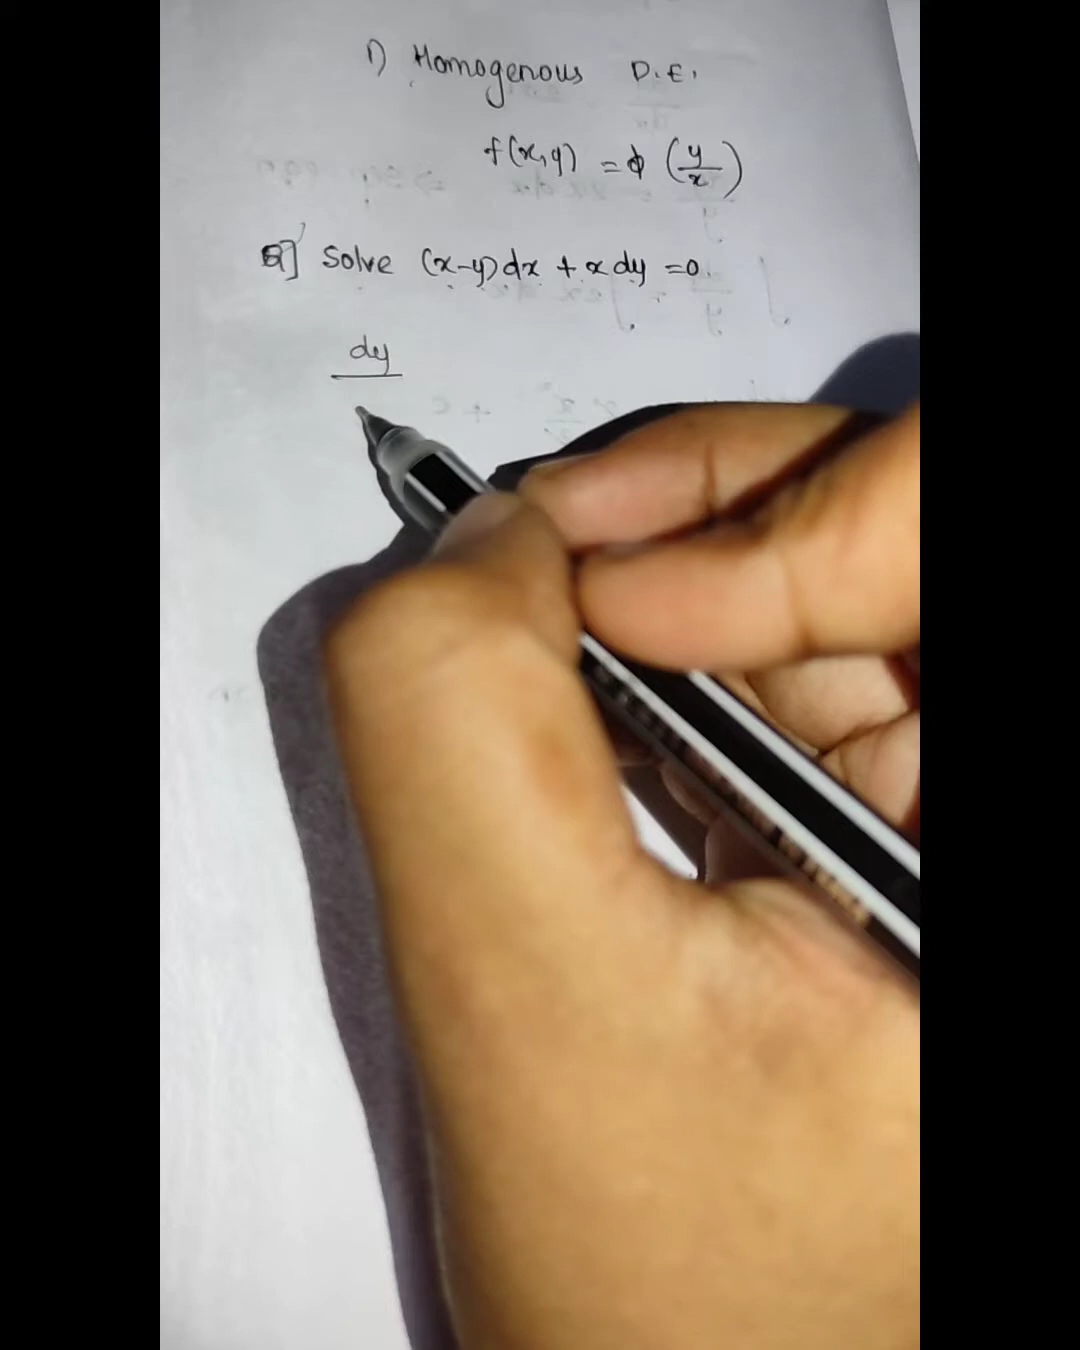 1) Homogenous D.E.
f(x,y) = ϕ (y/x)
Q] Solve (x-y)dx + x dy = 0.
dy